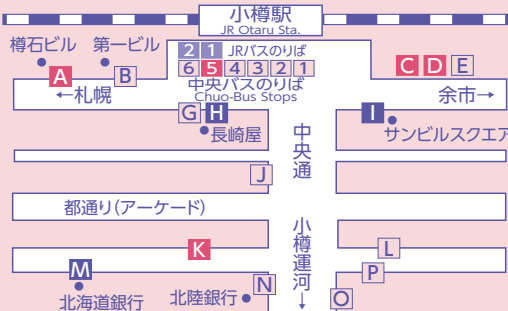 小樽駅
JR Otaru Sta.
樽石ビル 第一ビル
2 1 JRバスのりば
A B 6 5 4 3 2 1 C D E
←札幌 中央バスのりば 余市→
Chuo-Bus Stops
G H I
長崎屋 サンビルスクエア
中央通
J
都通り(アーケード)
小樽運河↓
K L
M P
N
北海道銀行 北陸銀行 O